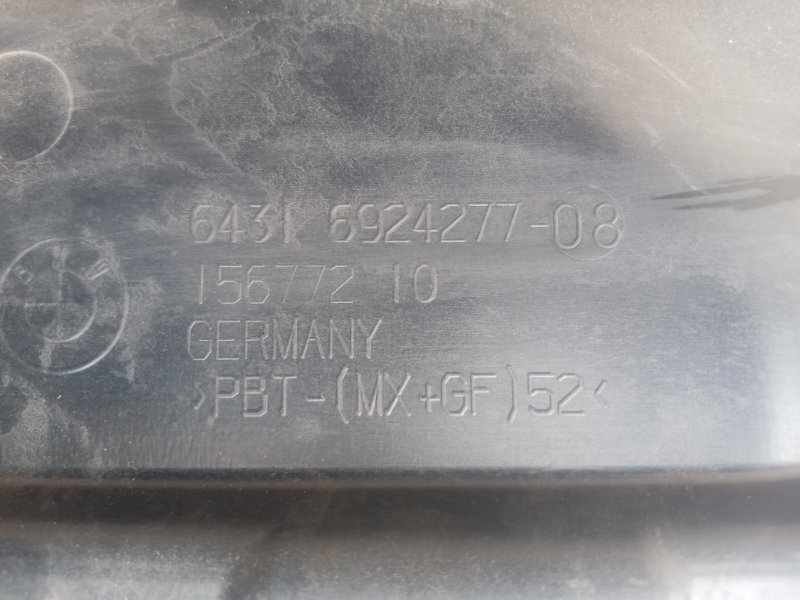 6431 6924277-08
156772 10
GERMANY
>PBT-(MX+GF)52<